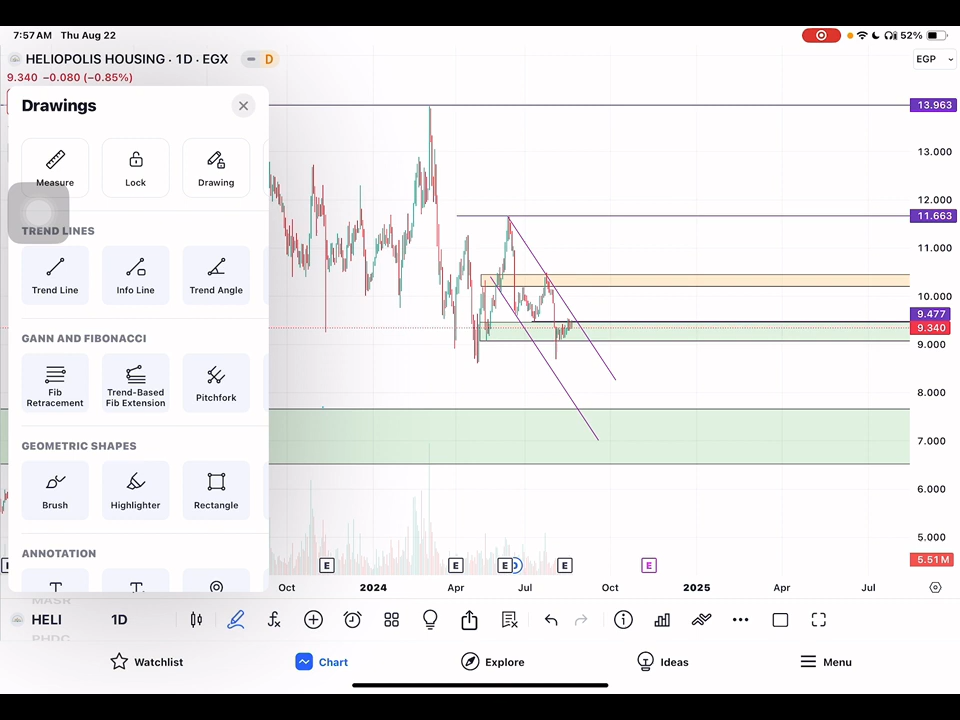 7:57 AM Thu Aug 22
52%
HELIOPOLIS HOUSING · 1D · EGX
D
EGP
9.340 −0.080 (−0.85%)
Drawings
Measure
Lock
Drawing
TREND LINES
Trend Line
Info Line
Trend Angle
GANN AND FIBONACCI
Fib Retracement
Trend-Based Fib Extension
Pitchfork
GEOMETRIC SHAPES
Brush
Highlighter
Rectangle
ANNOTATION
13.963
13.000
12.000
11.663
11.000
10.000
9.477
9.340
9.000
8.000
7.000
6.000
5.000
5.51M
E
E
E
D
E
E
Oct
2024
Apr
Jul
Oct
2025
Apr
Jul
MASR
HELI
PHDC
1D
Watchlist
Chart
Explore
Ideas
Menu